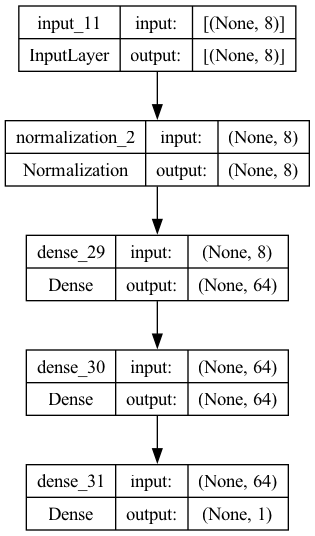 input_11 input: [(None, 8)]
InputLayer output: [(None, 8)]
normalization_2 input: (None, 8)
Normalization output: (None, 8)
dense_29 input: (None, 8)
Dense output: (None, 64)
dense_30 input: (None, 64)
Dense output: (None, 64)
dense_31 input: (None, 64)
Dense output: (None, 1)